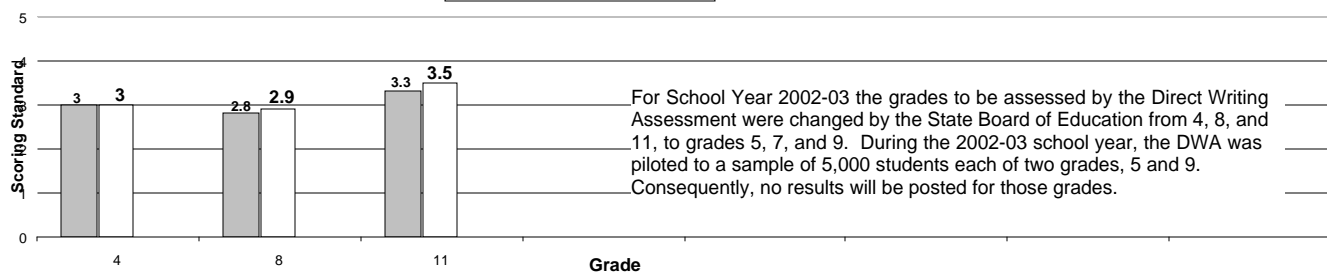 5
4
3
2
1
0
Scoring Standard
3
3
2.8
2.9
3.3
3.5
For School Year 2002-03 the grades to be assessed by the Direct Writing
Assessment were changed by the State Board of Education from 4, 8, and
11, to grades 5, 7, and 9. During the 2002-03 school year, the DWA was
piloted to a sample of 5,000 students each of two grades, 5 and 9.
Consequently, no results will be posted for those grades.
4
8
11
Grade